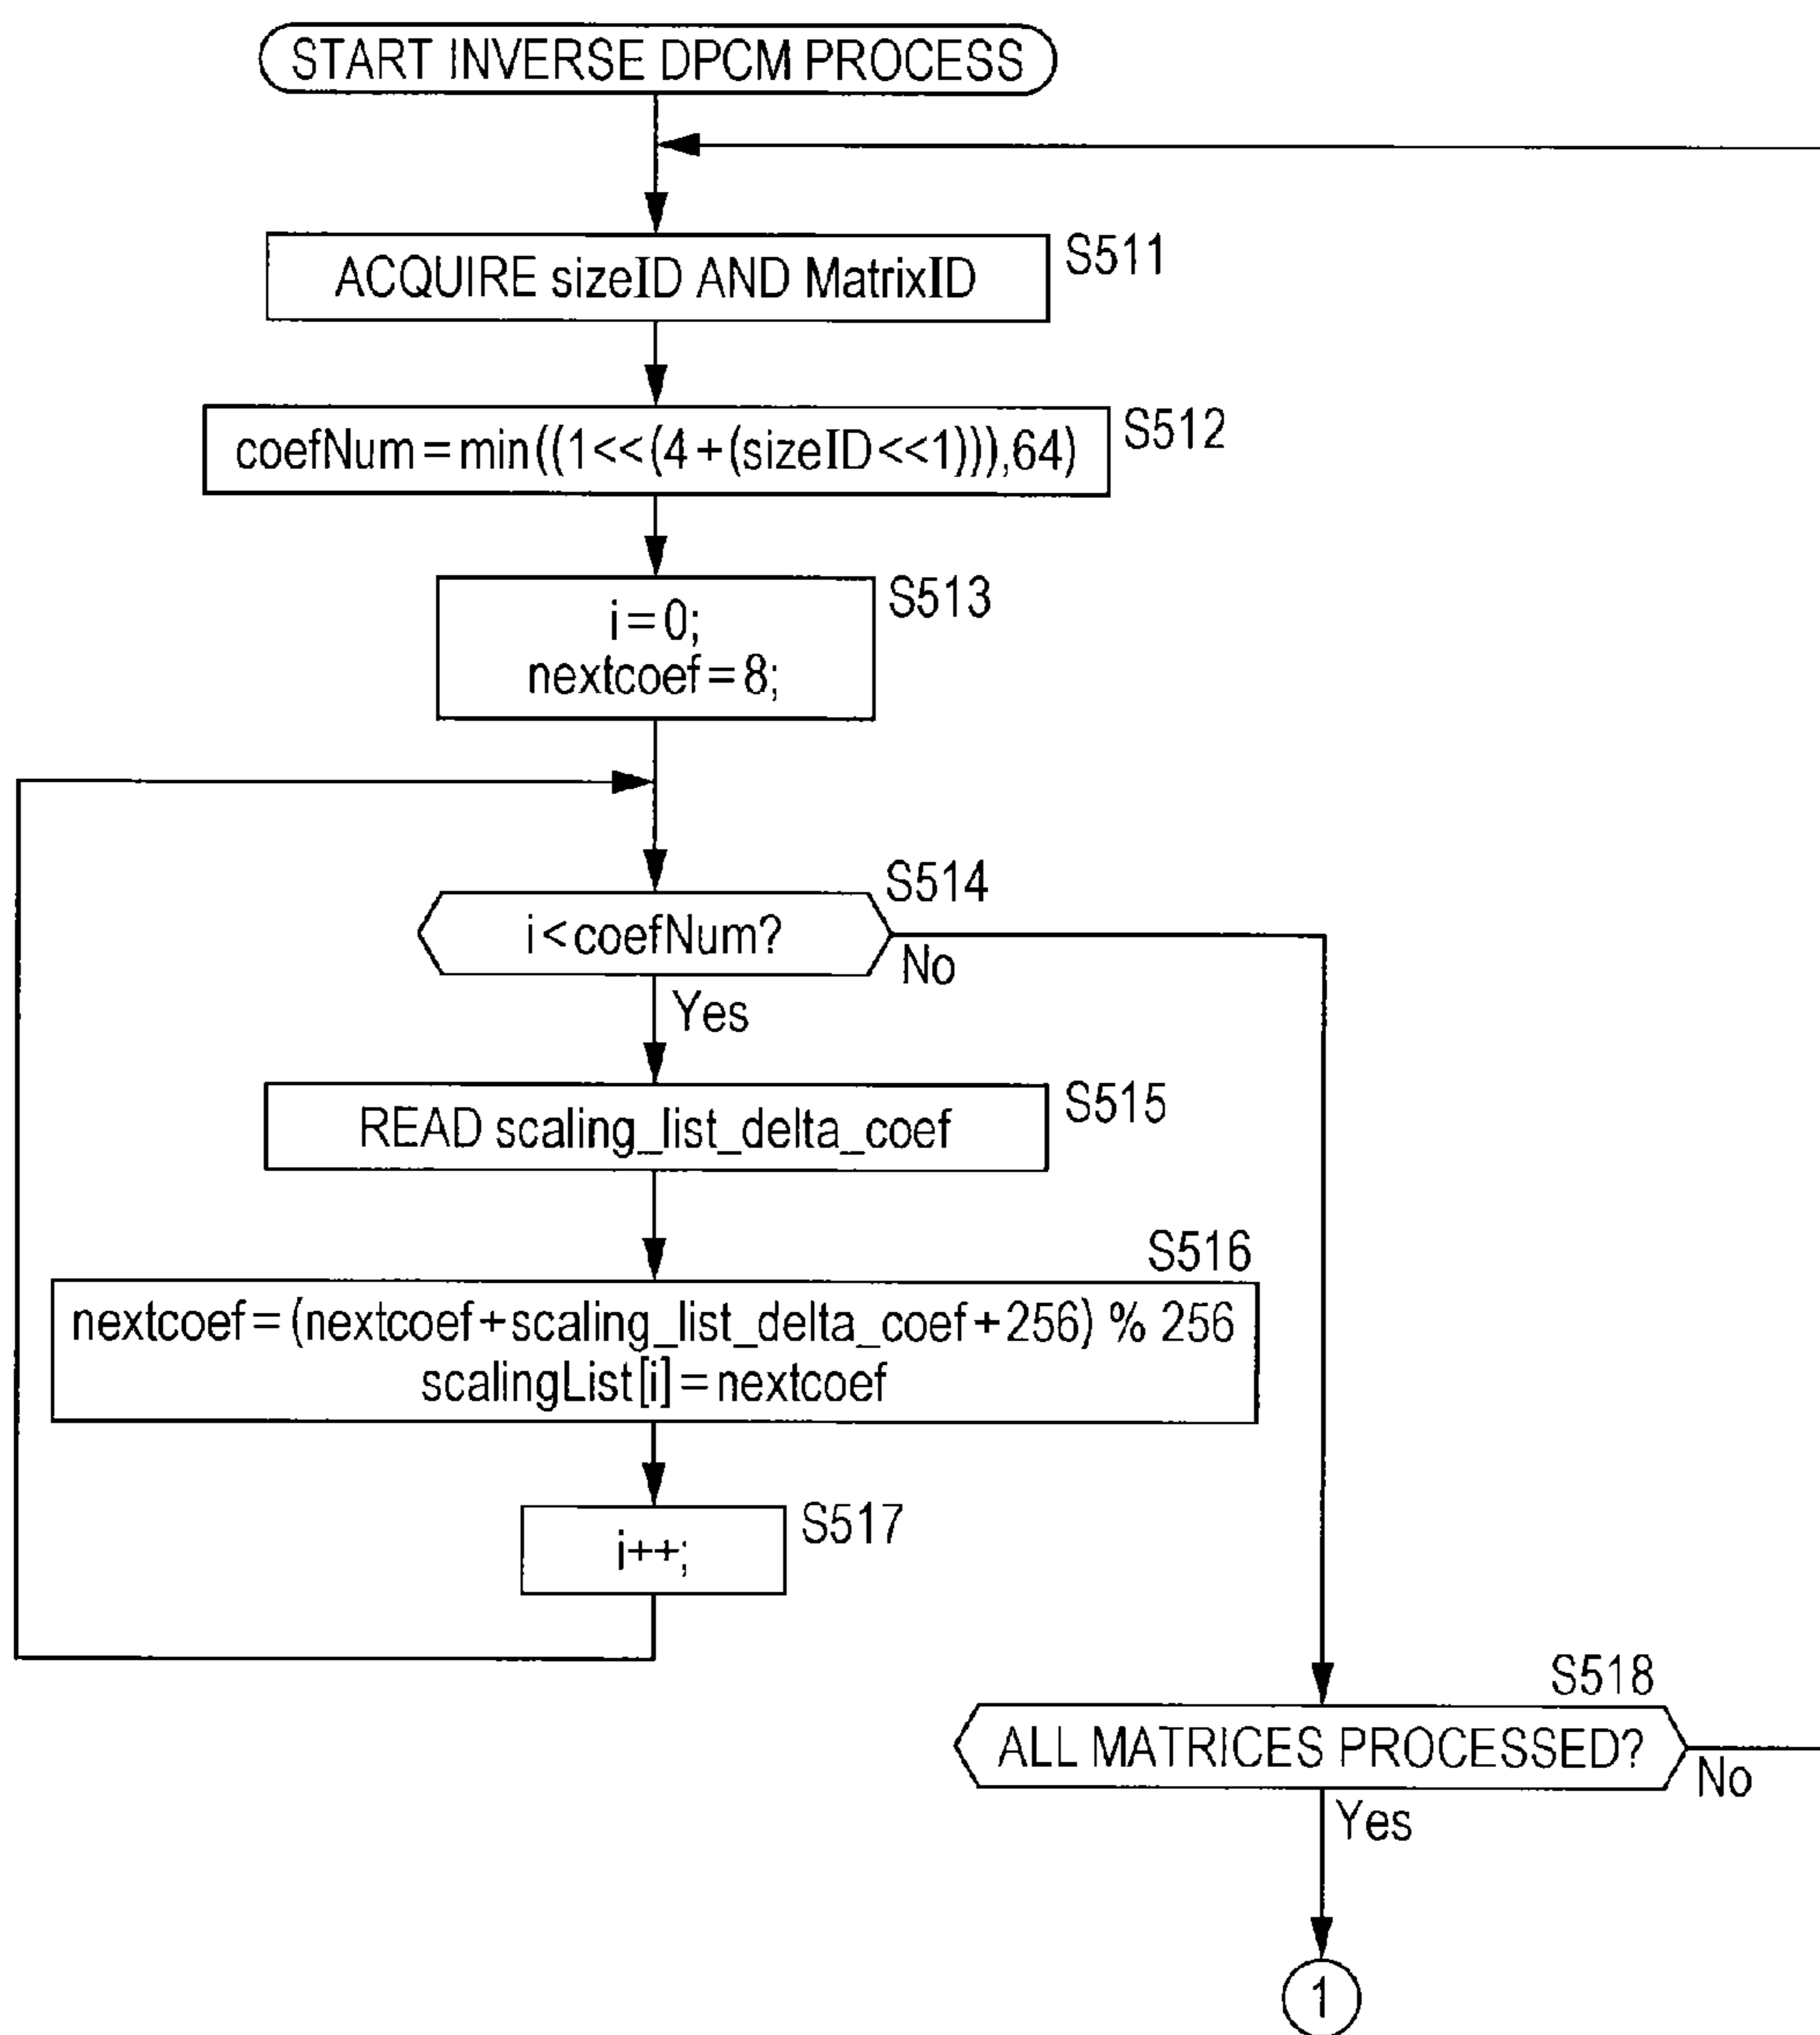 START INVERSE DPCM PROCESS
ACQUIRE sizeID AND MatrixID
S511
coefNum=min((1<<(4+(sizeID<<1))),64)
S512
i=0;
nextcoef=8;
S513
i<coefNum?
S514
No
Yes
READ scaling_list_delta_coef
S515
S516
nextcoef=(nextcoef+scaling_list_delta_coef+256) % 256
scalingList[i]=nextcoef
i++;
S517
S518
ALL MATRICES PROCESSED?
No
Yes
1